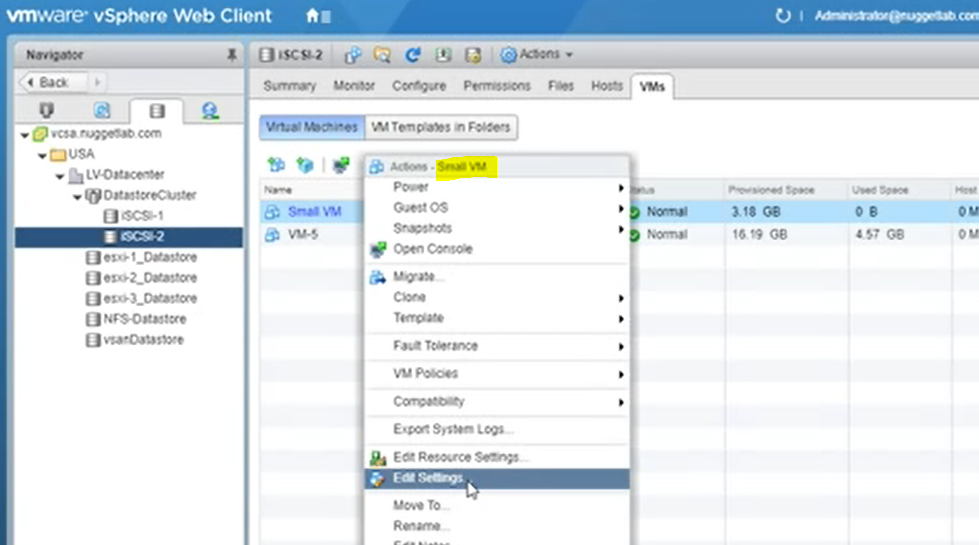 vmware® vSphere Web Client
Administrator@nuggetlab.com
Navigator
Back
vcsa.nuggetlab.com
USA
LV-Datacenter
DatastoreCluster
iSCSI-1
iSCSI-2
esxi-1_Datastore
esxi-2_Datastore
esxi-3_Datastore
NFS-Datastore
vsanDatastore
iSCSI-2 Actions
Summary Monitor Configure Permissions Files Hosts VMs
Virtual Machines VM Templates in Folders
Name Provisioned Space Used Space Host
Small VM Normal 3.18 GB 0 B 0 M
VM-5 Normal 16.19 GB 4.57 GB 0 M
Actions - Small VM
Power
Guest OS
Snapshots
Open Console
Migrate...
Clone
Template
Fault Tolerance
VM Policies
Compatibility
Export System Logs...
Edit Resource Settings...
Edit Settings...
Move To...
Rename...